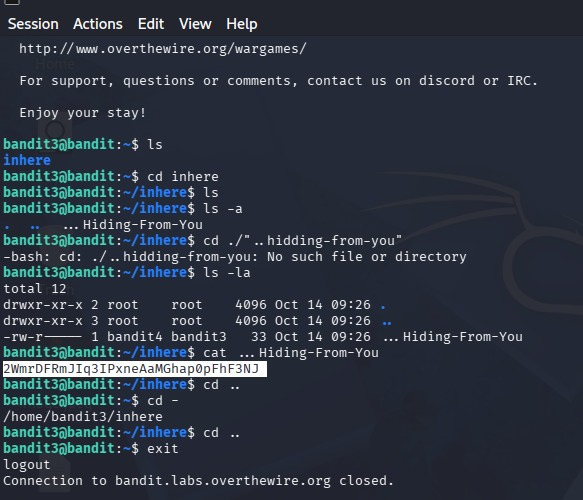 Session Actions Edit View Help
http://www.overthewire.org/wargames/
For support, questions or comments, contact us on discord or IRC.
Enjoy your stay!
bandit3@bandit:~$ ls
inhere
bandit3@bandit:~$ cd inhere
bandit3@bandit:~/inhere$ ls
bandit3@bandit:~/inhere$ ls -a
. .. ...Hiding-From-You
bandit3@bandit:~/inhere$ cd ./"..hidding-from-you"
-bash: cd: ./..hidding-from-you: No such file or directory
bandit3@bandit:~/inhere$ ls -la
total 12
drwxr-xr-x 2 root root 4096 Oct 14 09:26 .
drwxr-xr-x 3 root root 4096 Oct 14 09:26 ..
-rw-r----- 1 bandit4 bandit3 33 Oct 14 09:26 ...Hiding-From-You
bandit3@bandit:~/inhere$ cat ...Hiding-From-You
2WmrDFRmJIq3IPxneAaMGhap0pFhF3NJ
bandit3@bandit:~/inhere$ cd ..
bandit3@bandit:~$ cd -
/home/bandit3/inhere
bandit3@bandit:~/inhere$ cd ..
bandit3@bandit:~$ exit
logout
Connection to bandit.labs.overthewire.org closed.